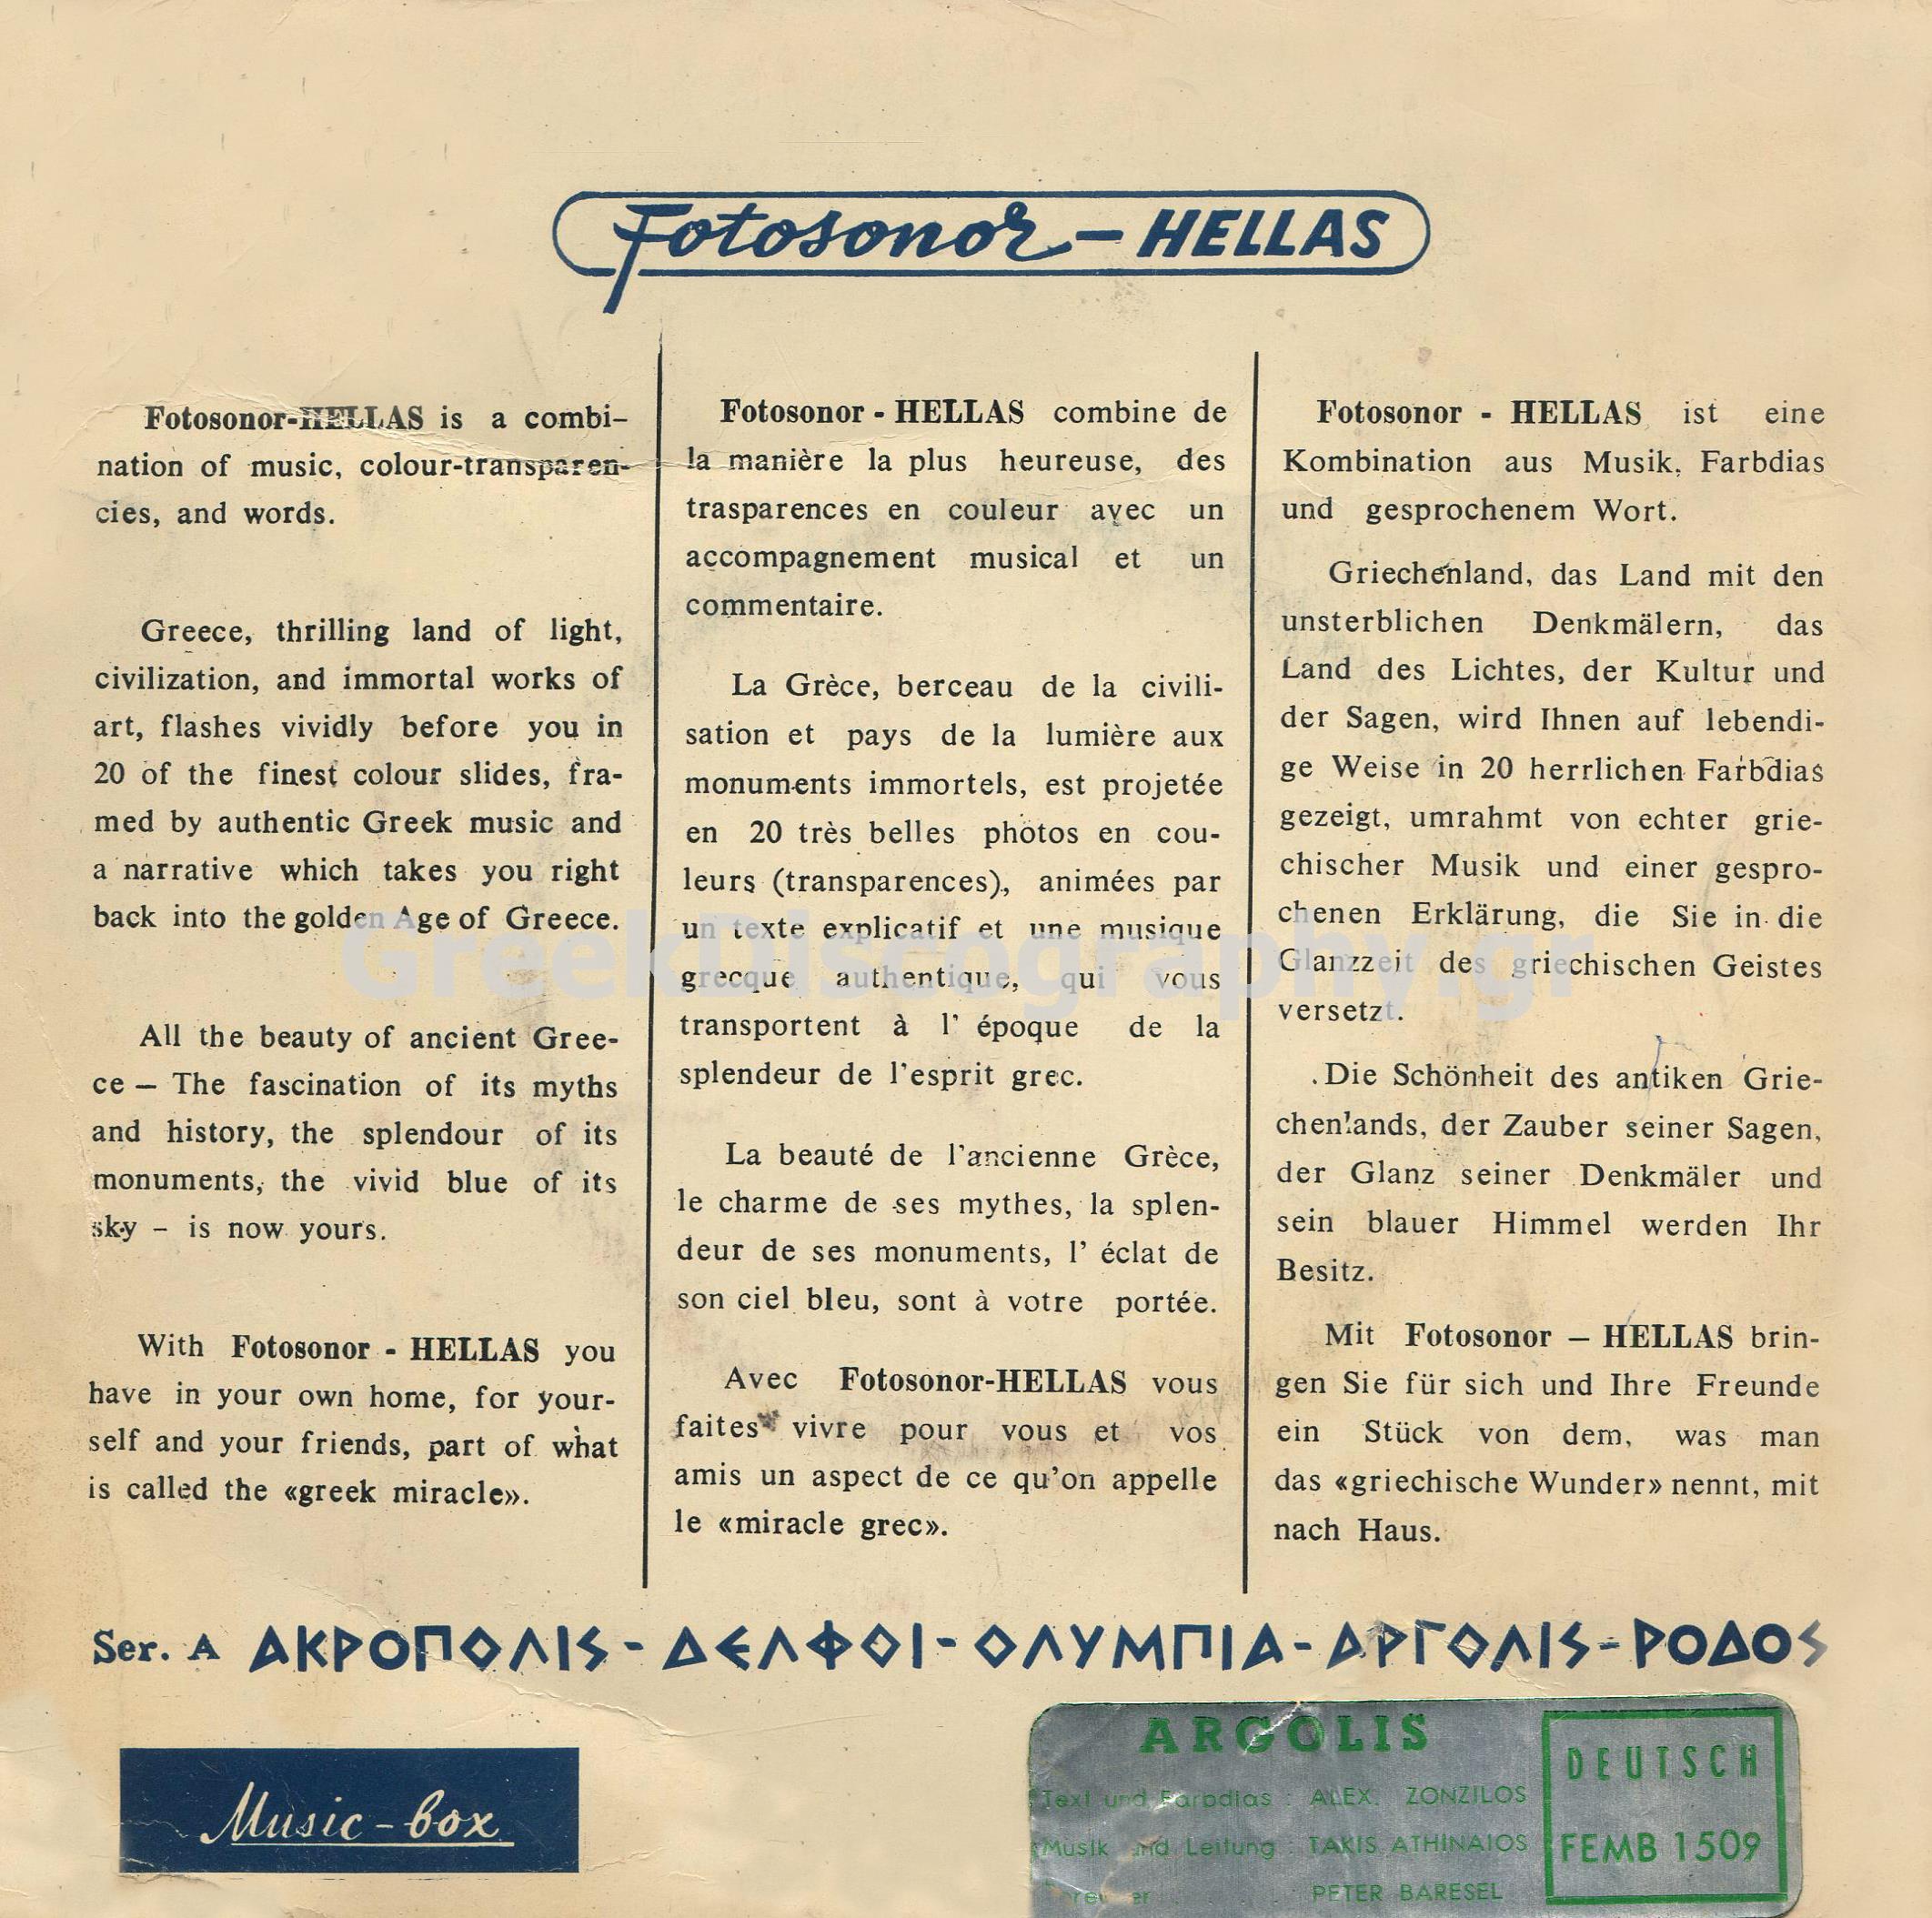 Fotosonor-HELLAS
Fotosonor-HELLAS is a combi-
nation of music, colour-transparen-
cies, and words.
Greece, thrilling land of light,
civilization, and immortal works of
art, flashes vividly before you in
20 of the finest colour slides, fra-
med by authentic Greek music and
a narrative which takes you right
back into the golden Age of Greece.
All the beauty of ancient Gree-
ce – The fascination of its myths
and history, the splendour of its
monuments, the vivid blue of its
sky – is now yours.
With Fotosonor - HELLAS you
have in your own home, for your-
self and your friends, part of what
is called the «greek miracle».
Fotosonor - HELLAS combine de
la manière la plus heureuse, des
trasparences en couleur avec un
accompagnement musical et un
commentaire.
La Grèce, berceau de la civili-
sation et pays de la lumière aux
monuments immortels, est projetée
en 20 très belles photos en cou-
leurs (transparences), animées par
un texte explicatif et une musique
grecque authentique, qui vous
transportent à l' époque de la
splendeur de l'esprit grec.
La beauté de l'ancienne Grèce,
le charme de ses mythes, la splen-
deur de ses monuments, l' éclat de
son ciel bleu, sont à votre portée.
Avec Fotosonor-HELLAS vous
faites vivre pour vous et vos
amis un aspect de ce qu'on appelle
le «miracle grec».
Fotosonor - HELLAS ist eine
Kombination aus Musik, Farbdias
und gesprochenem Wort.
Griechenland, das Land mit den
unsterblichen Denkmälern, das
Land des Lichtes, der Kultur und
der Sagen, wird Ihnen auf lebendi-
ge Weise in 20 herrlichen Farbdias
gezeigt, umrahmt von echter grie-
chischer Musik und einer gespro-
chenen Erklärung, die Sie in die
Glanzzeit des griechischen Geistes
versetzt.
Die Schönheit des antiken Grie-
chenlands, der Zauber seiner Sagen,
der Glanz seiner Denkmäler und
sein blauer Himmel werden Ihr
Besitz.
Mit Fotosonor – HELLAS brin-
gen Sie für sich und Ihre Freunde
ein Stück von dem, was man
das «griechische Wunder» nennt, mit
nach Haus.
GreekDiscography.gr
Ser. A ΑΚΡΟΠΟΛΙS - ΔΕΛΦΟΙ - ΟΛΥΜΠΙΑ - ΑΡΓΟΛΙS - ΡΟΔΟS
Music-box
ARGOLIS
Text und Farbdias : ALEX. ZONZILOS
Musik und Leitung : TAKIS ATHINAIOS
PETER BARESEL
DEUTSCH
FEMB 1509